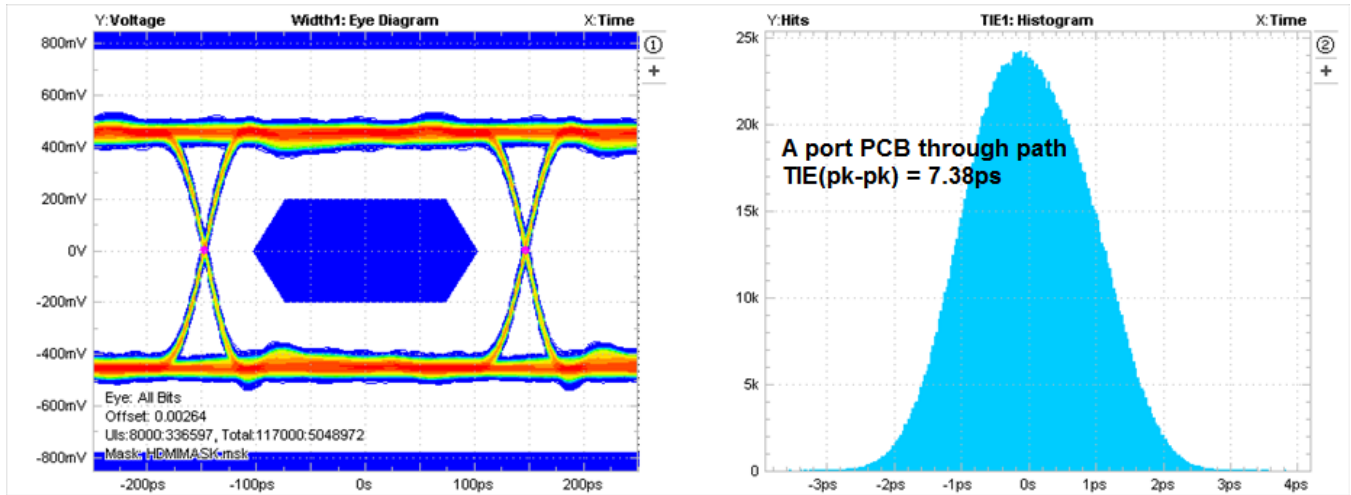 Y:Voltage Width1: Eye Diagram X:Time
800mV
600mV
400mV
200mV
0V
-200mV
-400mV
-600mV
-800mV
Eye: All Bits
Offset: 0.00264
UIs:8000:336597, Total:117000:5048972
Mask: HDMIMASK.msk
-200ps -100ps 0s 100ps 200ps
①
+
Y:Hits TIE1: Histogram X:Time
25k
20k
15k
10k
5k
0
A port PCB through path
TIE(pk-pk) = 7.38ps
-3ps -2ps -1ps 0s 1ps 2ps 3ps 4ps
②
+